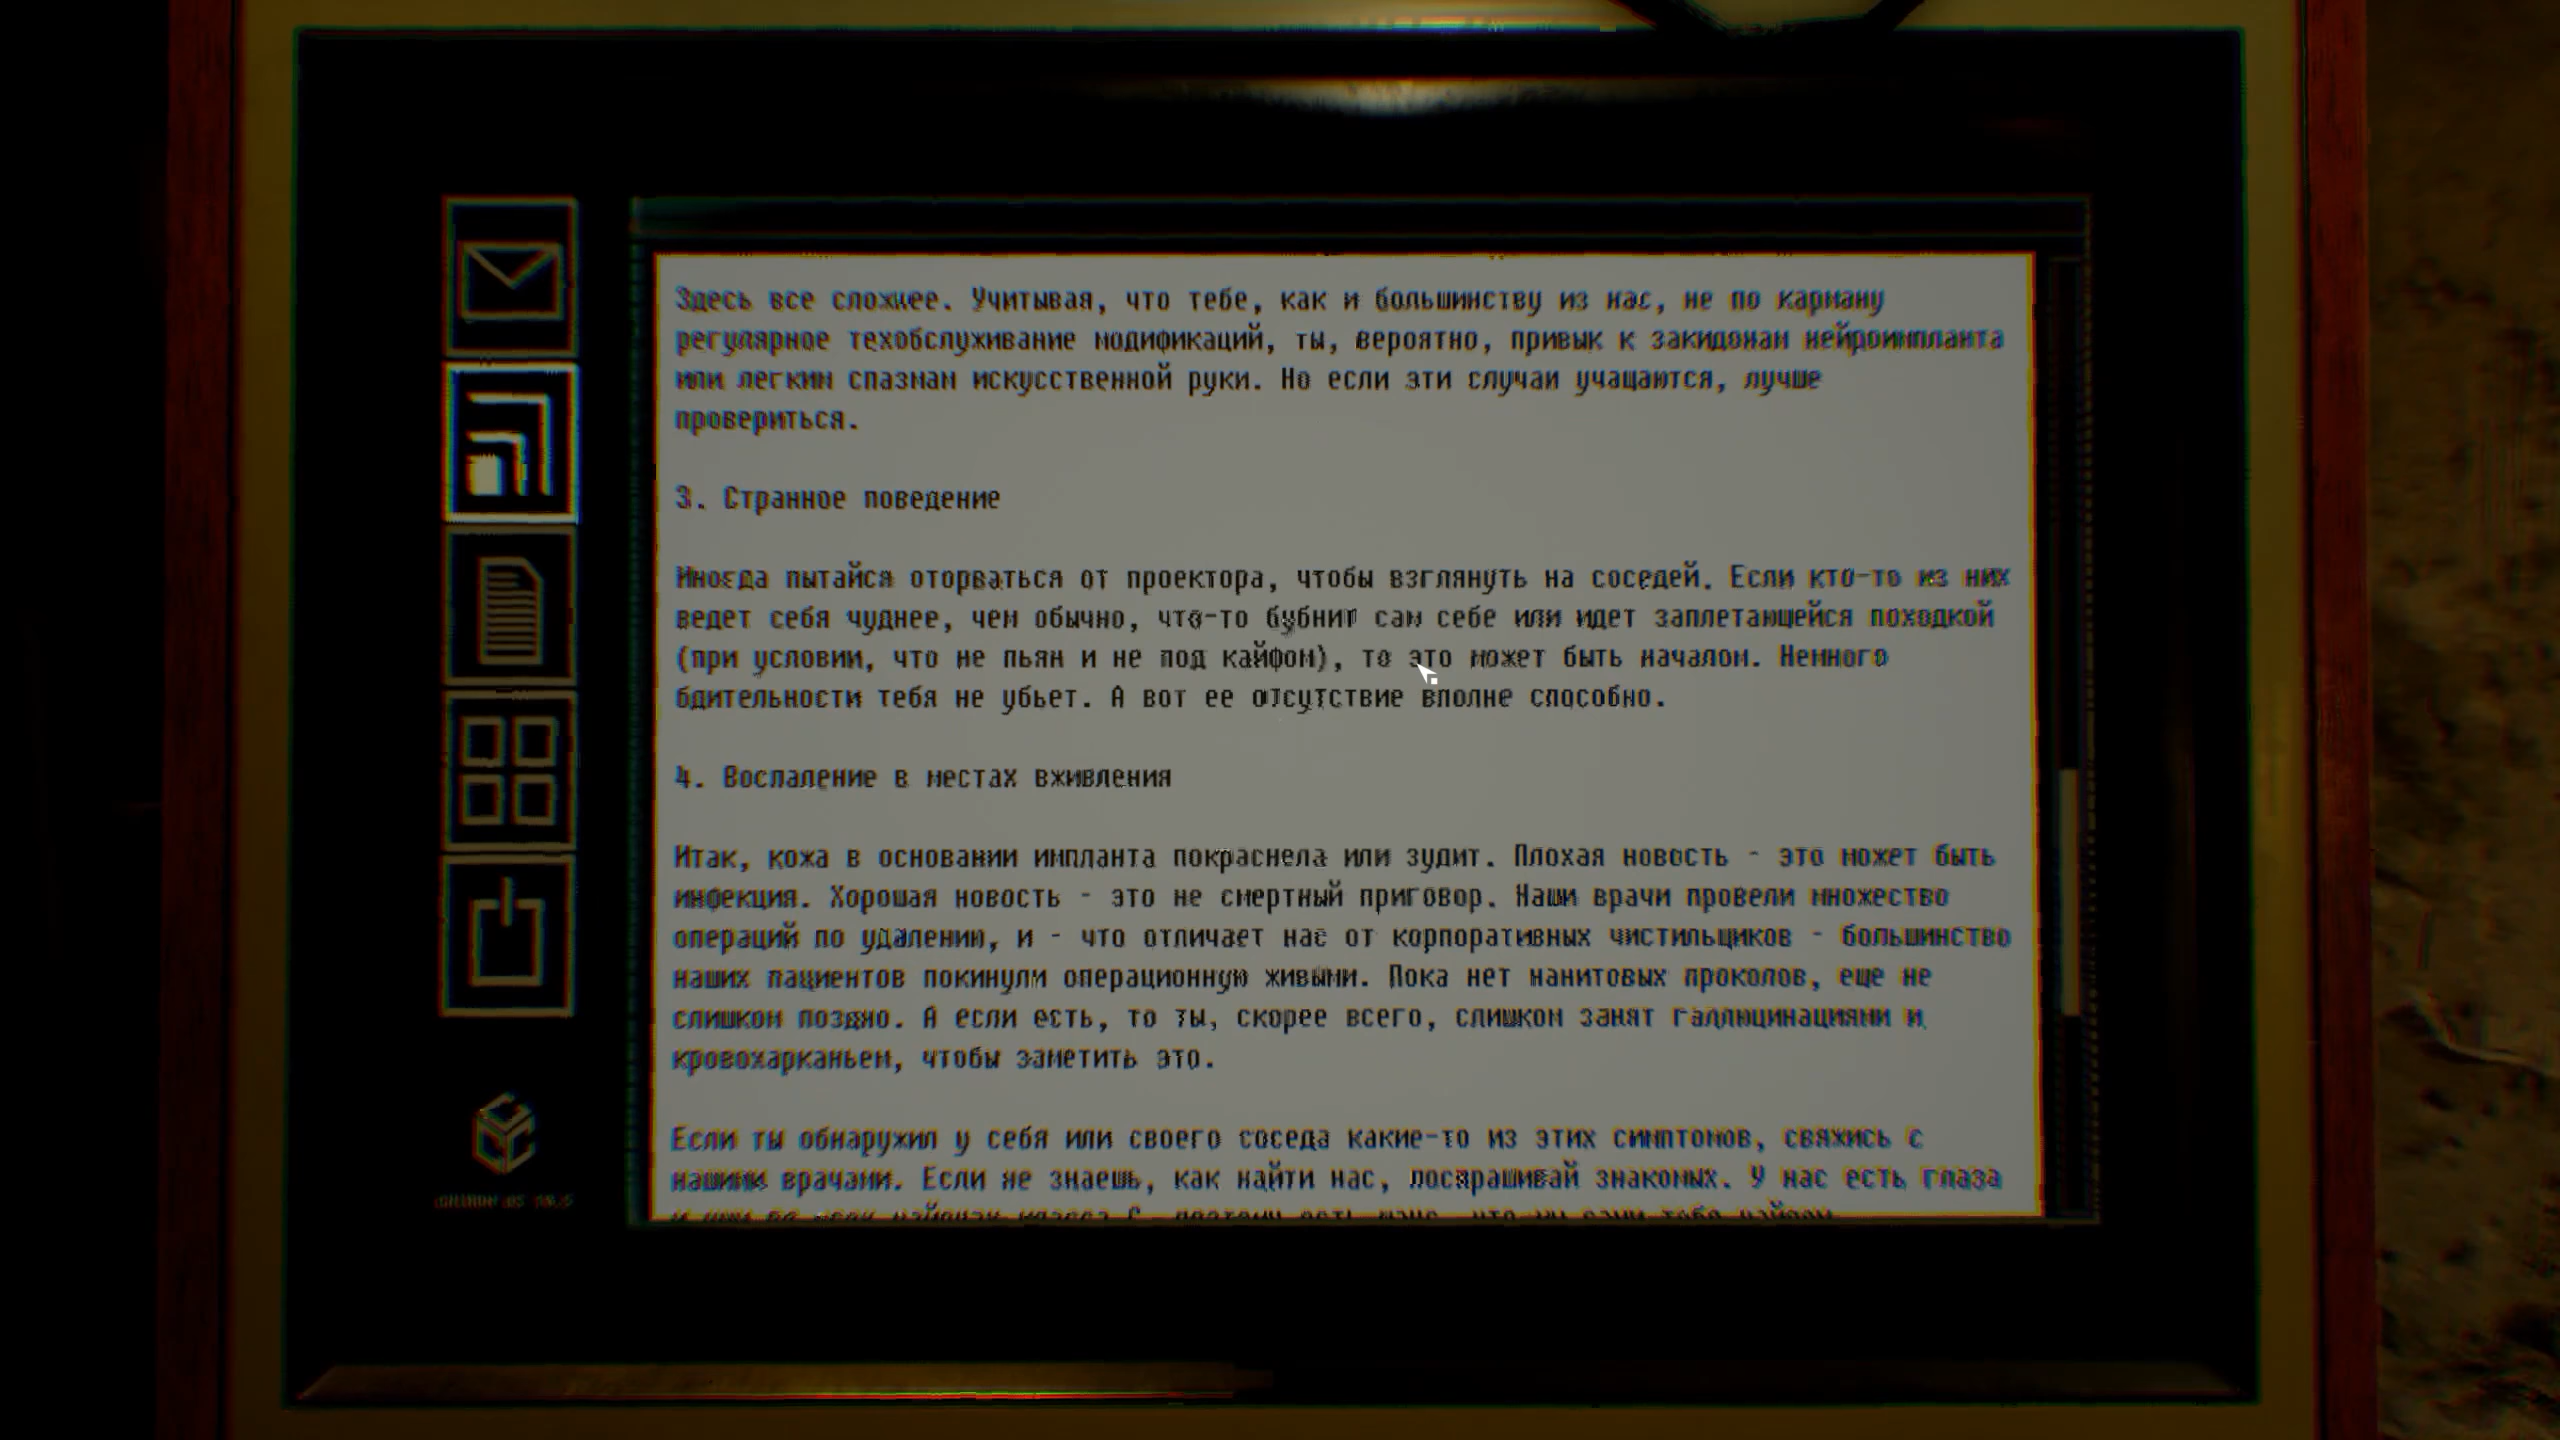 Здесь все сложнее. Учитывая, что тебе, как и большинству из нас, не по карману
регулярное техобслуживание модификаций, ты, вероятно, привык к закидонам нейроимпланта
или легким спазмам искусственной руки. Но если эти случаи учащаются, лучше
провериться.
3. Странное поведение
Иногда пытайся оторваться от проектора, чтобы взглянуть на соседей. Если кто-то из них
ведет себя чуднее, чем обычно, что-то бубнит сам себе или идет заплетающейся походкой
(при условии, что не пьян и не под кайфом), то это может быть началом. Немного
бдительности тебя не убьет. А вот ее отсутствие вполне способно.
4. Воспаление в местах вживления
Итак, кожа в основании импланта покраснела или зудит. Плохая новость - это может быть
инфекция. Хорошая новость - это не смертный приговор. Наши врачи провели множество
операций по удалению, и - что отличает нас от корпоративных чистильщиков - большинство
наших пациентов покинули операционную живыми. Пока нет нанитовых проколов, еще не
слишком поздно. А если есть, то ты, скорее всего, слишком занят галлюцинациями и
кровохарканьем, чтобы заметить это.
Если ты обнаружил у себя или своего соседа какие-то из этих симптомов, свяжись с
нашими врачами. Если не знаешь, как найти нас, поспрашивай знакомых. У нас есть глаза